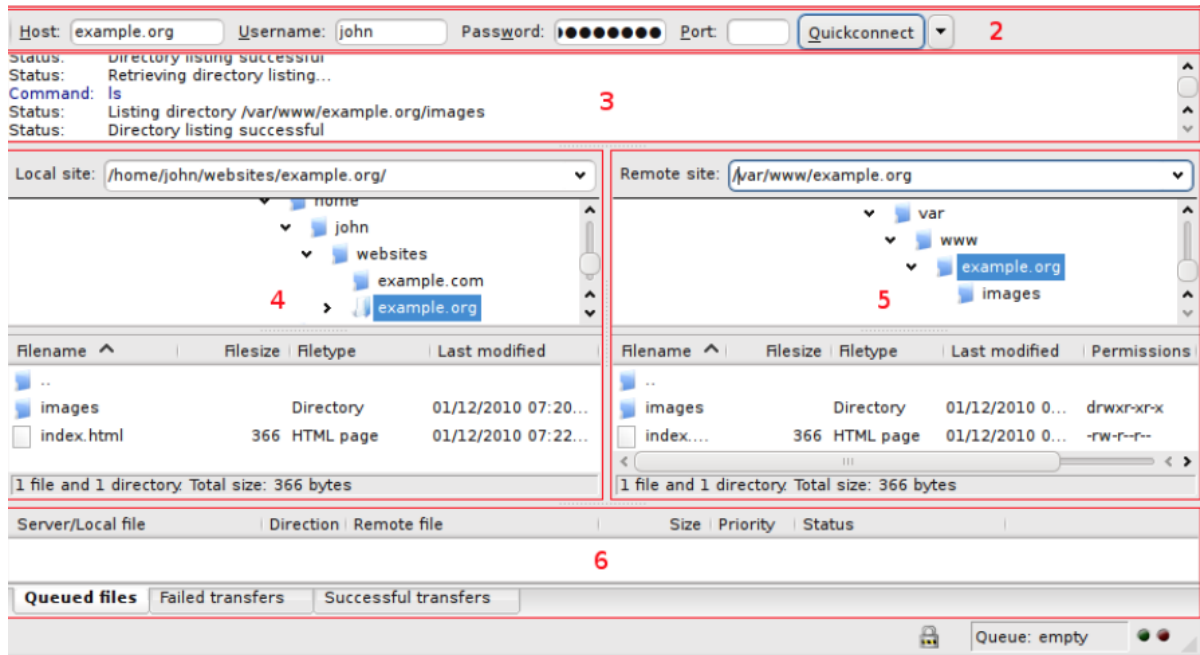 Host: example.org Username: john Password: ●●●●●●●● Port: Quickconnect 2
Status: Directory listing successful
Status: Retrieving directory listing...
Command: ls
Status: Listing directory /var/www/example.org/images
Status: Directory listing successful
3
Local site: /home/john/websites/example.org/
home
john
websites
example.com
example.org
4
Filename Filesize Filetype Last modified
..
images Directory 01/12/2010 07:20...
index.html 366 HTML page 01/12/2010 07:22...
1 file and 1 directory. Total size: 366 bytes
Remote site: /var/www/example.org
var
www
example.org
images
5
Filename Filesize Filetype Last modified Permissions
..
images Directory 01/12/2010 0... drwxr-xr-x
index.... 366 HTML page 01/12/2010 0... -rw-r--r--
1 file and 1 directory. Total size: 366 bytes
Server/Local file Direction Remote file Size Priority Status
6
Queued files Failed transfers Successful transfers
Queue: empty